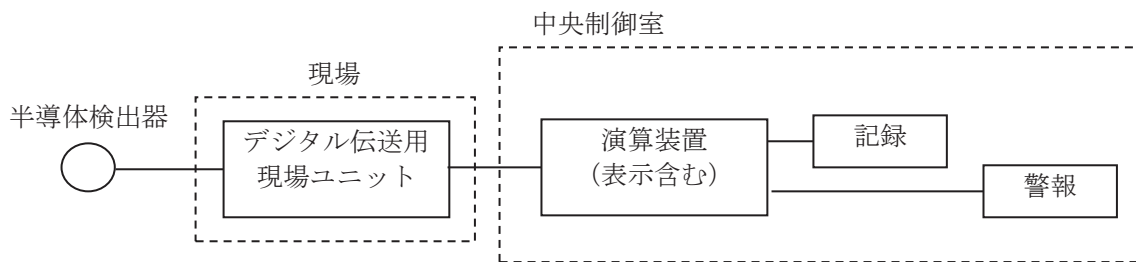 中央制御室
現場
半導体検出器
デジタル伝送用
現場ユニット
演算装置
(表示含む)
記録
警報